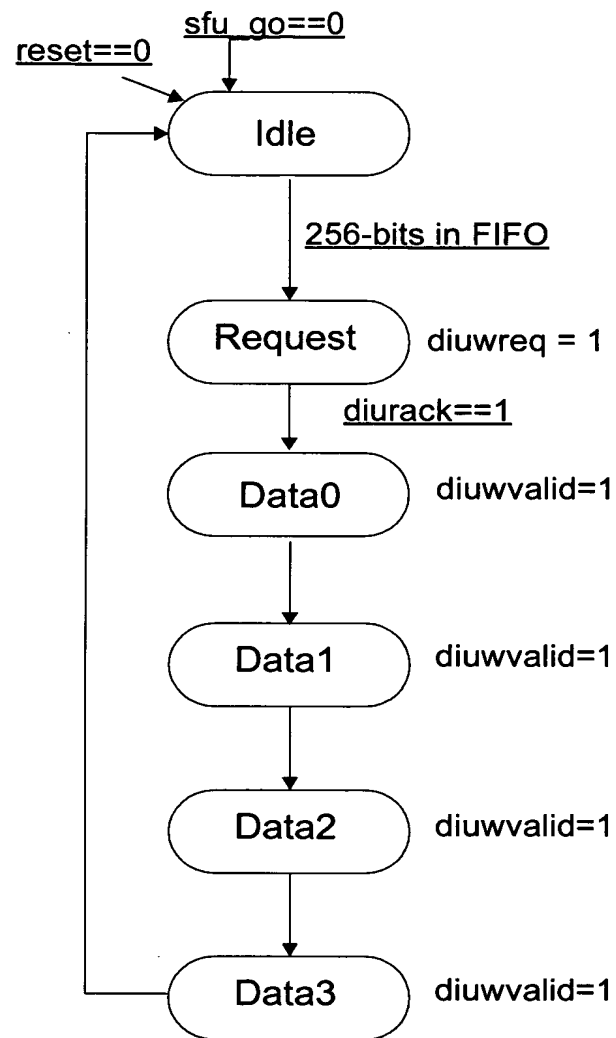 sfu_go==0
reset==0
Idle
256-bits in FIFO
Request
diuwreq = 1
diurack==1
Data0
diuwvalid=1
Data1
diuwvalid=1
Data2
diuwvalid=1
Data3
diuwvalid=1